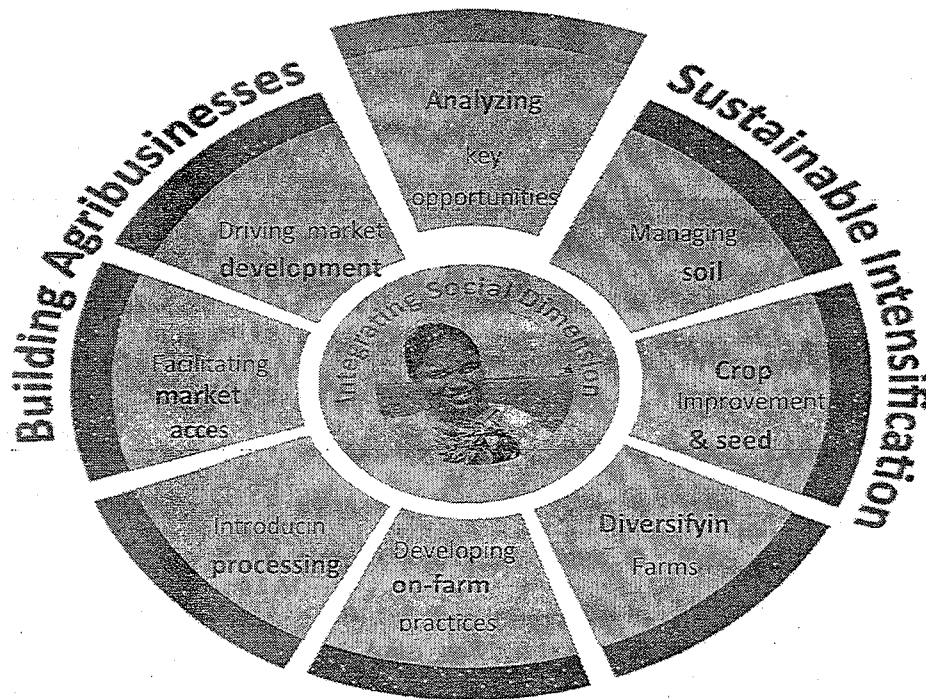 Building Agribusinesses
Sustainable Intensification
Analyzing
key
opportunities
Managing
soil
Crop
Improvement
& seed
Diversifyin
Farms
Developing
on-farm
practices
Introducin
processing
Facilitating
market
acces
Driving market
development
Integrating Social Dimension